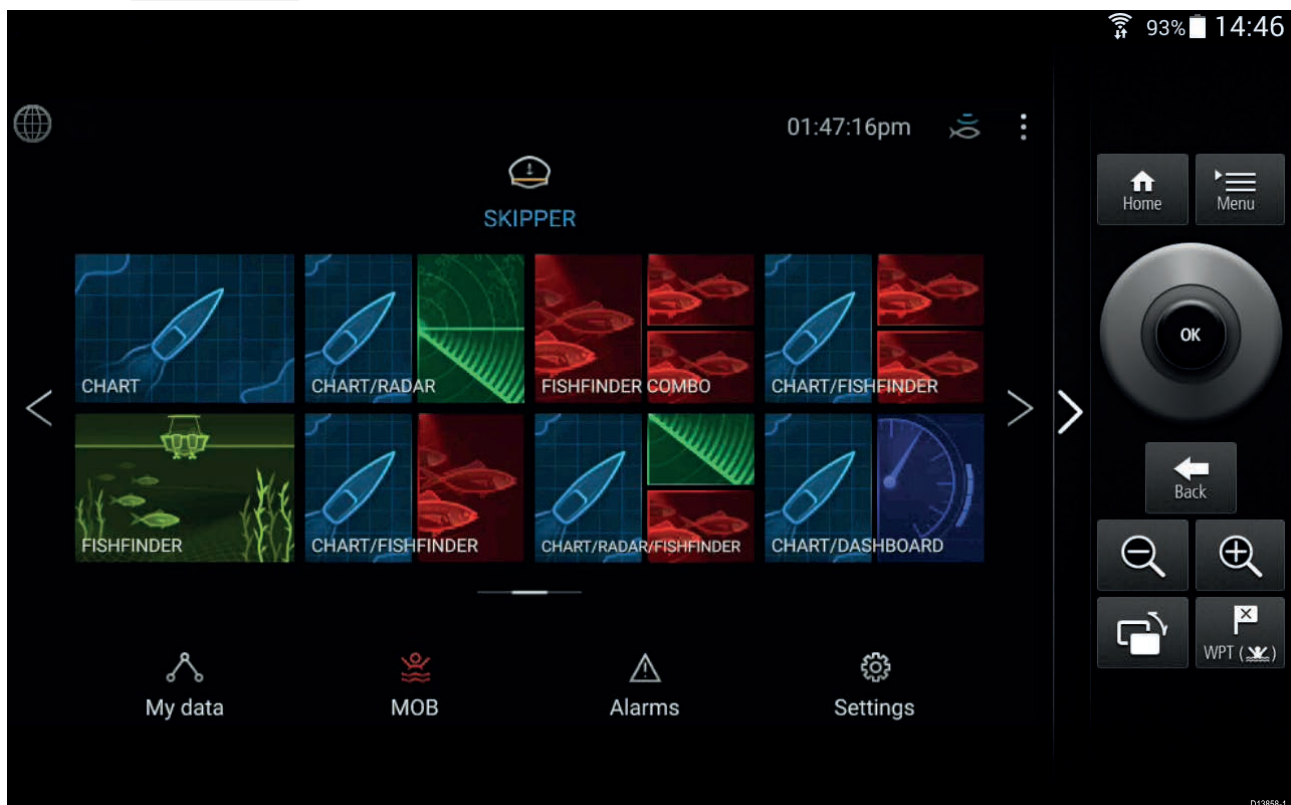 93% 14:46
01:47:16pm
SKIPPER
CHART
CHART/RADAR
FISHFINDER COMBO
CHART/FISHFINDER
FISHFINDER
CHART/FISHFINDER
CHART/RADAR/FISHFINDER
CHART/DASHBOARD
My data
MOB
Alarms
Settings
Home
Menu
OK
Back
WPT ( )
D13858-1